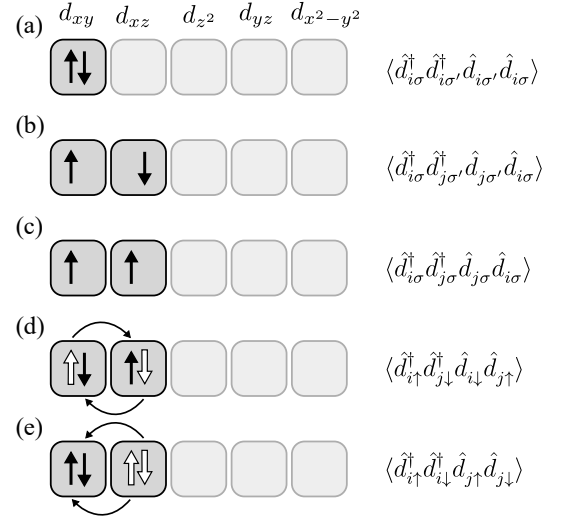 (a) d_{xy} d_{xz} d_{z^2} d_{yz} d_{x^2-y^2}
⟨d̂†_{iσ} d̂†_{iσ′} d̂_{iσ′} d̂_{iσ}⟩
(b) ⟨d̂†_{iσ} d̂†_{jσ′} d̂_{jσ′} d̂_{iσ}⟩
(c) ⟨d̂†_{iσ} d̂†_{jσ} d̂_{jσ} d̂_{iσ}⟩
(d) ⟨d̂†_{i↑} d̂†_{j↓} d̂_{i↓} d̂_{j↑}⟩
(e) ⟨d̂†_{i↑} d̂†_{i↓} d̂_{j↑} d̂_{j↓}⟩